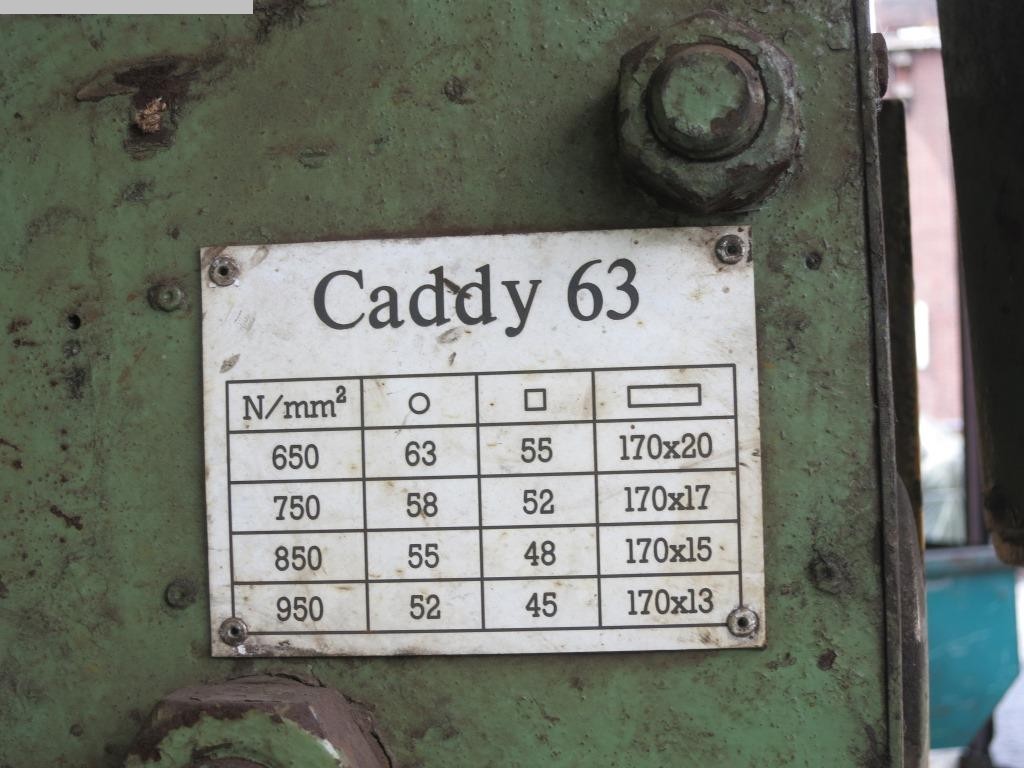 Caddy 63
N/mm² ○ □ ▭
650 63 55 170x20
750 58 52 170x17
850 55 48 170x15
950 52 45 170x13